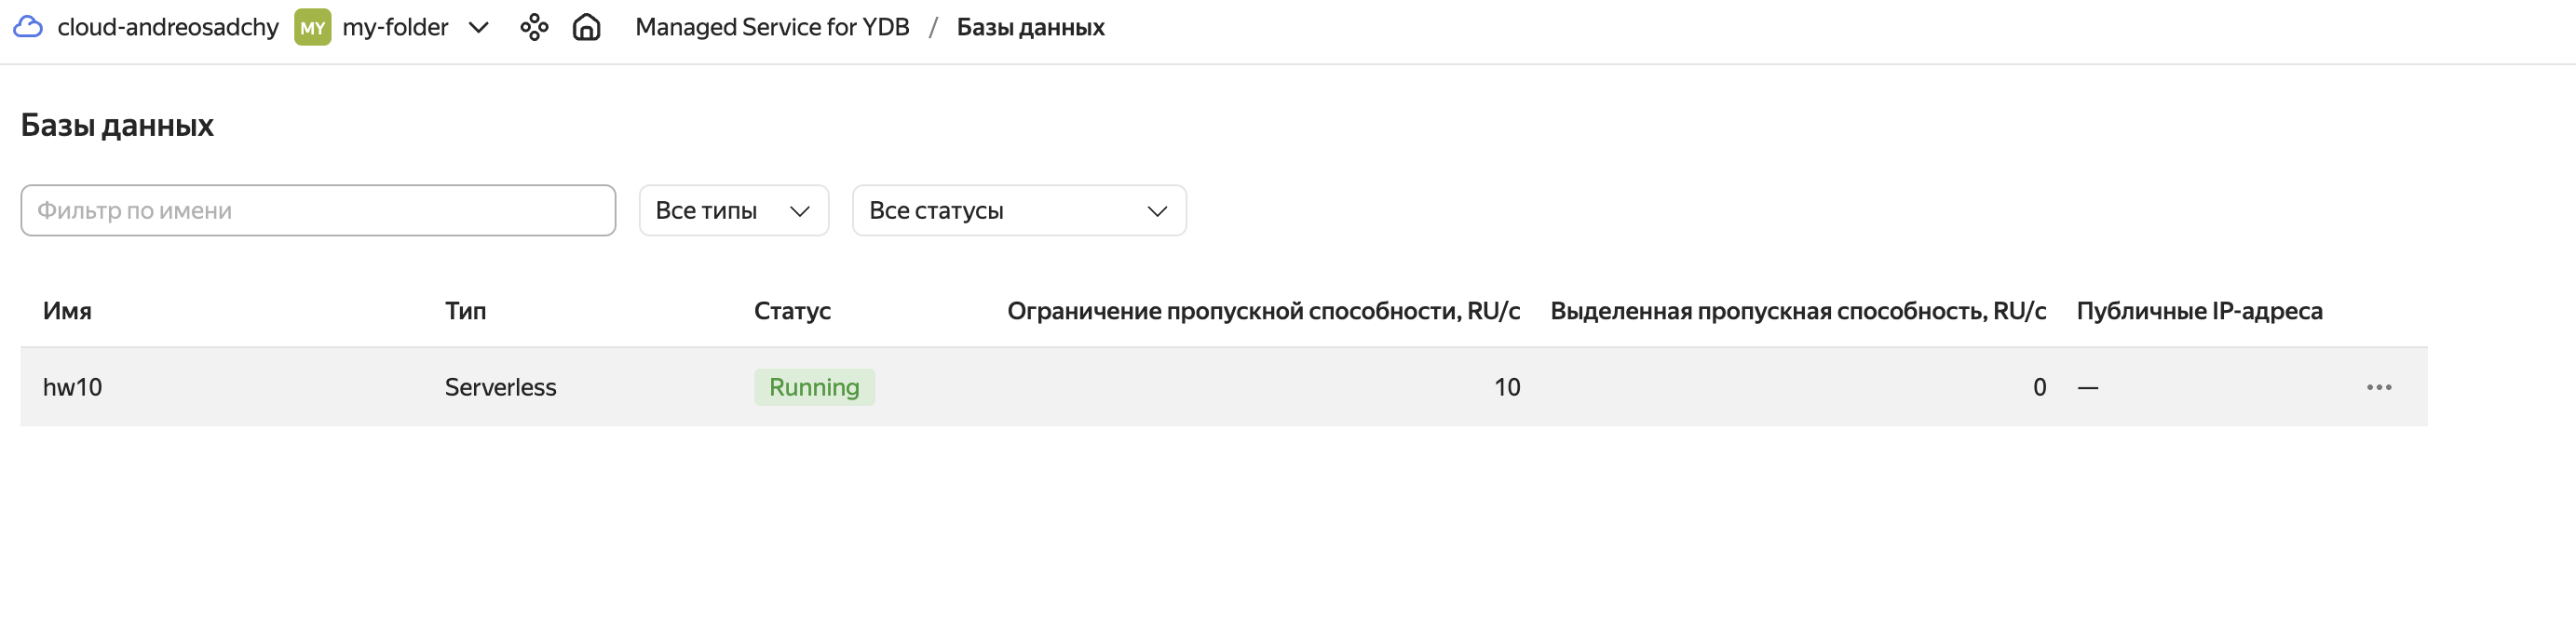 cloud-andreosadchy MY my-folder Managed Service for YDB / Базы данных
Базы данных
Фильтр по имени Все типы Все статусы
Имя Тип Статус Ограничение пропускной способности, RU/с Выделенная пропускная способность, RU/с Публичные IP-адреса
hw10 Serverless Running 10 0 —